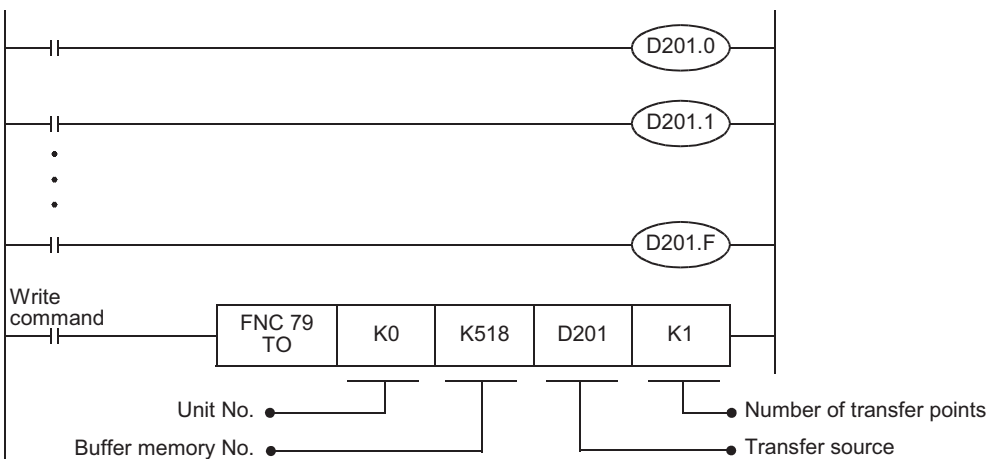 D201.0
D201.1
D201.F
Write
command
FNC 79
TO
K0
K518
D201
K1
Unit No.
Number of transfer points
Buffer memory No.
Transfer source